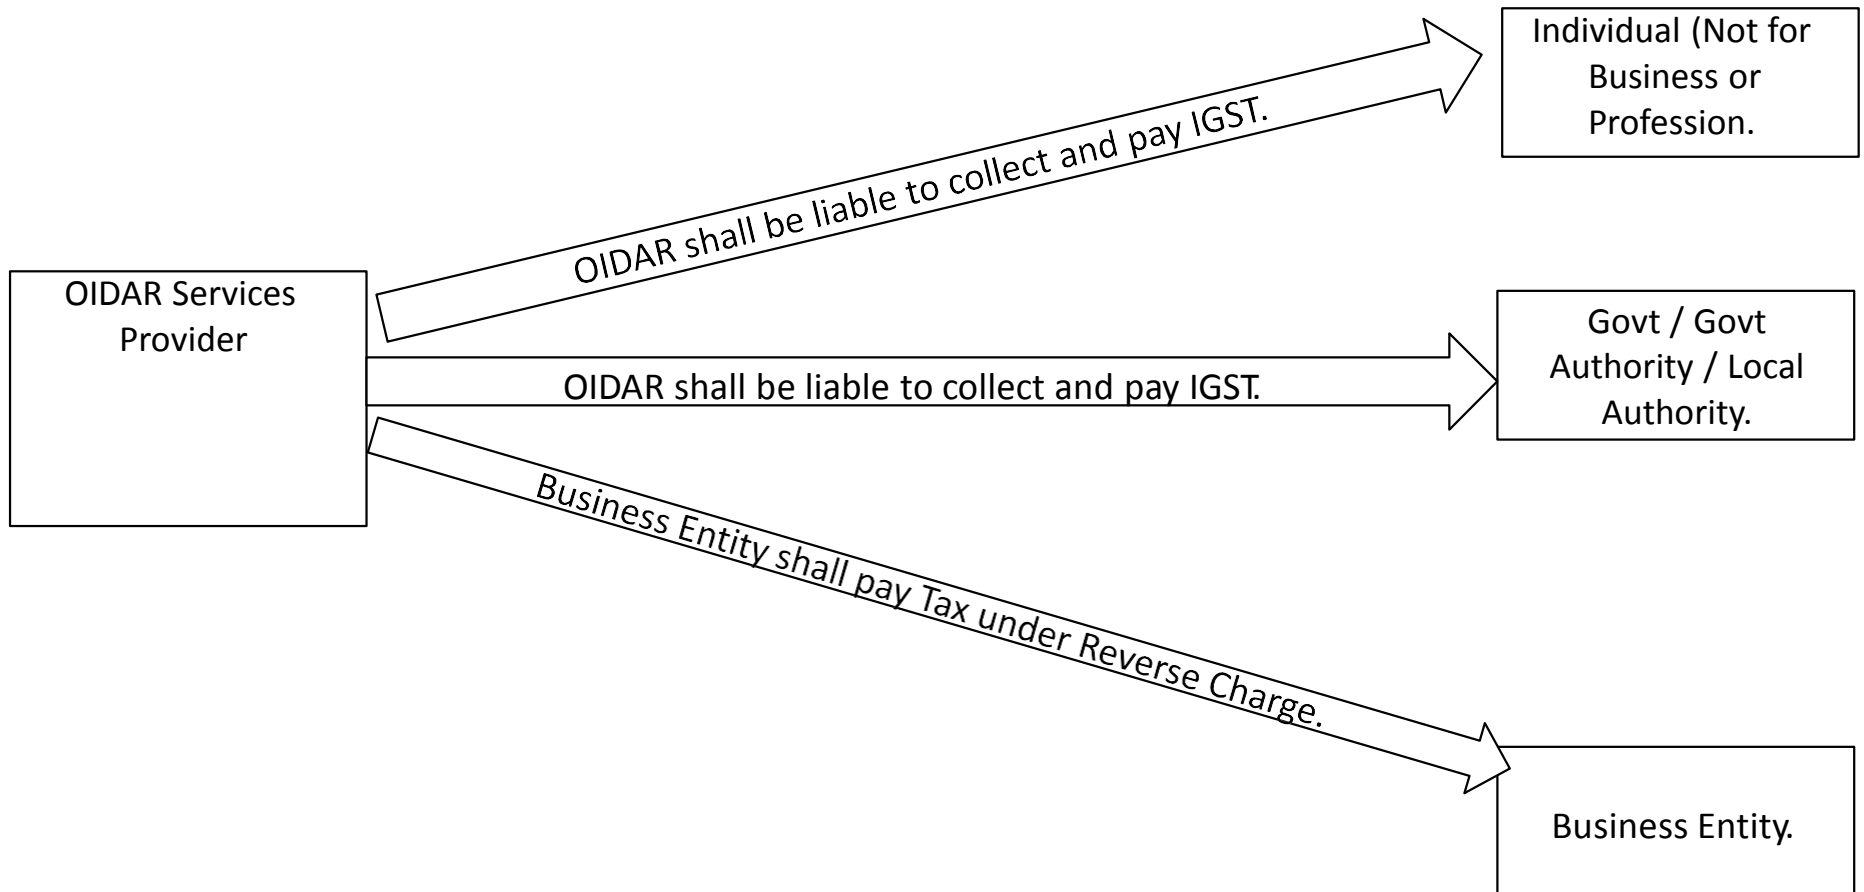 Individual (Not for
Business or
Profession.
OIDAR shall be liable to collect and pay IGST.
OIDAR Services
Provider
Govt / Govt
Authority / Local
Authority.
OIDAR shall be liable to collect and pay IGST.
Business Entity shall pay Tax under Reverse Charge.
Business Entity.